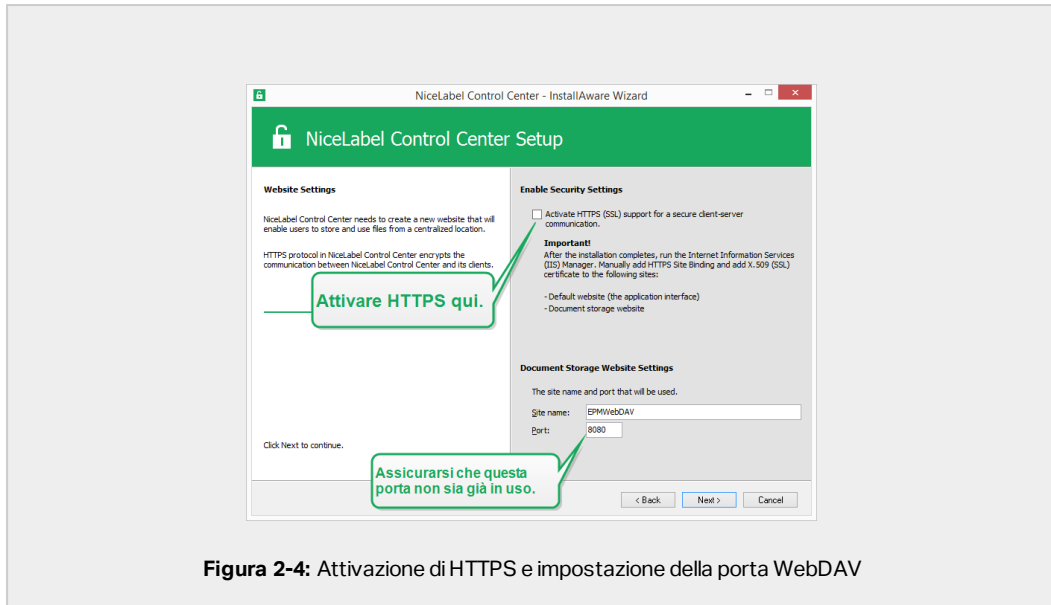 NiceLabel Control Center - InstallAware Wizard
NiceLabel Control Center Setup
Website Settings
NiceLabel Control Center needs to create a new website that will
enable users to store and use files from a centralized location.
HTTPS protocol in NiceLabel Control Center encrypts the
communication between NiceLabel Control Center and its clients.
Attivare HTTPS qui.
Click Next to continue.
Enable Security Settings
Activate HTTPS (SSL) support for a secure client-server
communication.
Important!
After the installation completes, run the Internet Information Services
(IIS) Manager. Manually add HTTPS Site Binding and add X.509 (SSL)
certificate to the following sites:
- Default website (the application interface)
- Document storage website
Document Storage Website Settings
The site name and port that will be used.
Site name: EPMWebDAV
Port: 8080
Assicurarsi che questa
porta non sia già in uso.
< Back Next > Cancel
Figura 2-4: Attivazione di HTTPS e impostazione della porta WebDAV